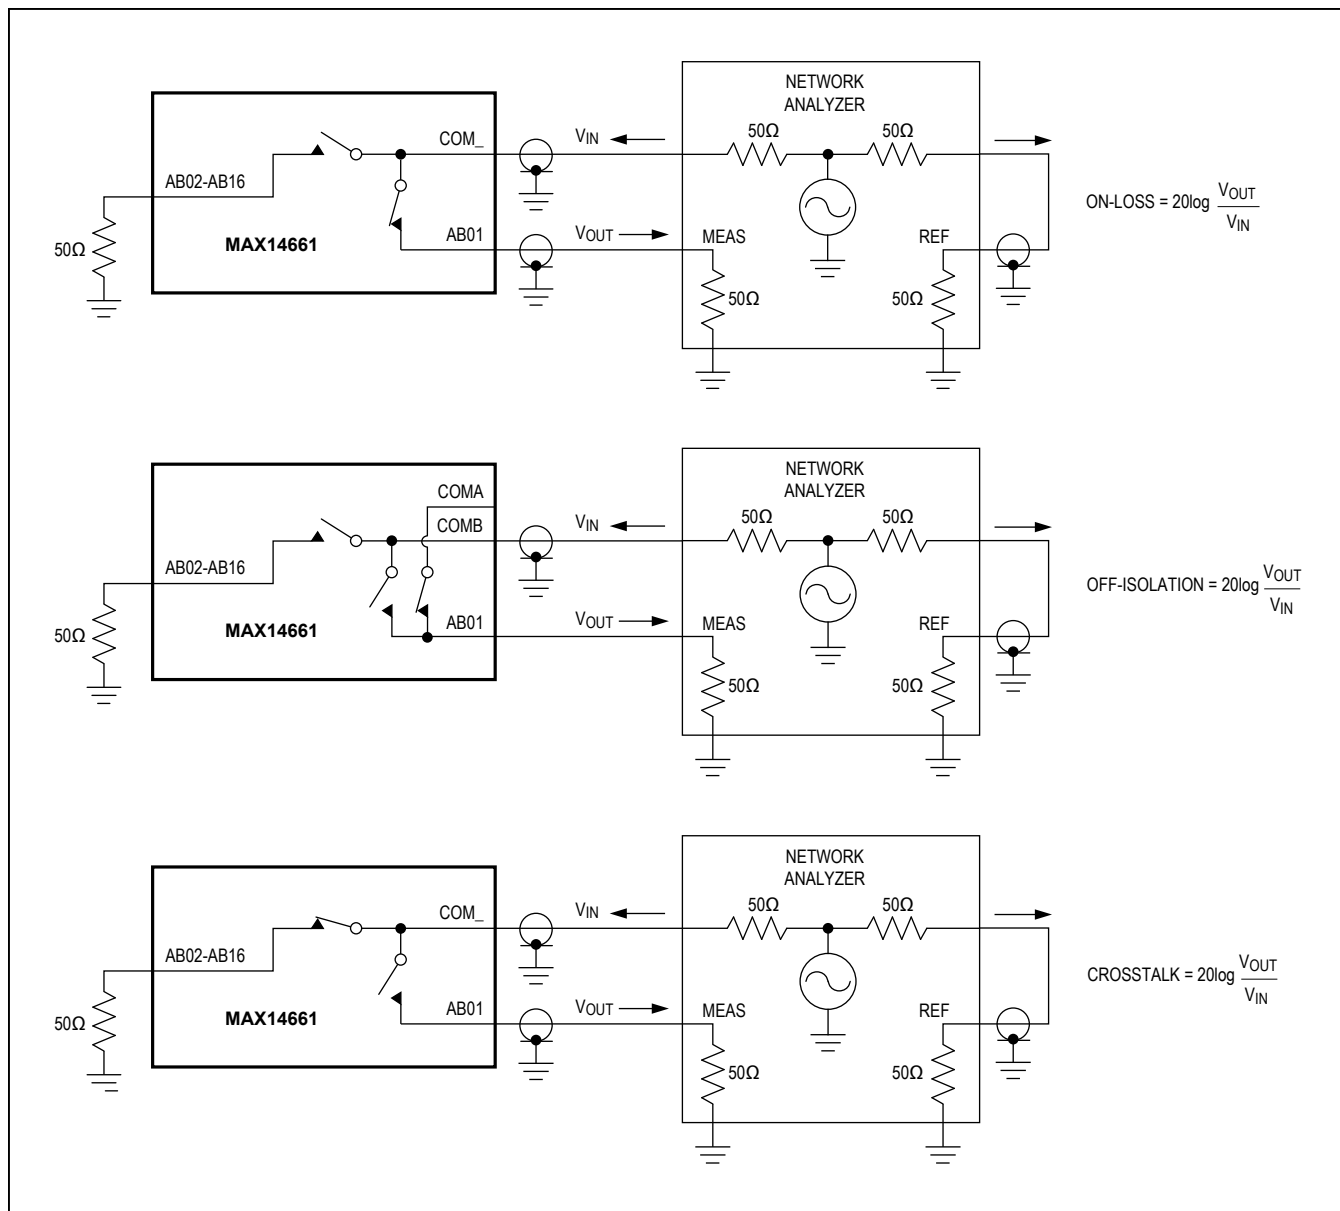 NETWORK
ANALYZER
50Ω
50Ω
COM_
VIN
AB02-AB16
50Ω
MAX14661
AB01
VOUT
MEAS
REF
50Ω
50Ω
ON-LOSS = 20log VOUT
VIN
NETWORK
ANALYZER
COMA
50Ω
50Ω
COMB
VIN
AB02-AB16
50Ω
MAX14661
AB01
VOUT
MEAS
REF
50Ω
50Ω
OFF-ISOLATION = 20log VOUT
VIN
NETWORK
ANALYZER
50Ω
50Ω
COM_
VIN
AB02-AB16
50Ω
MAX14661
AB01
VOUT
MEAS
REF
50Ω
50Ω
CROSSTALK = 20log VOUT
VIN